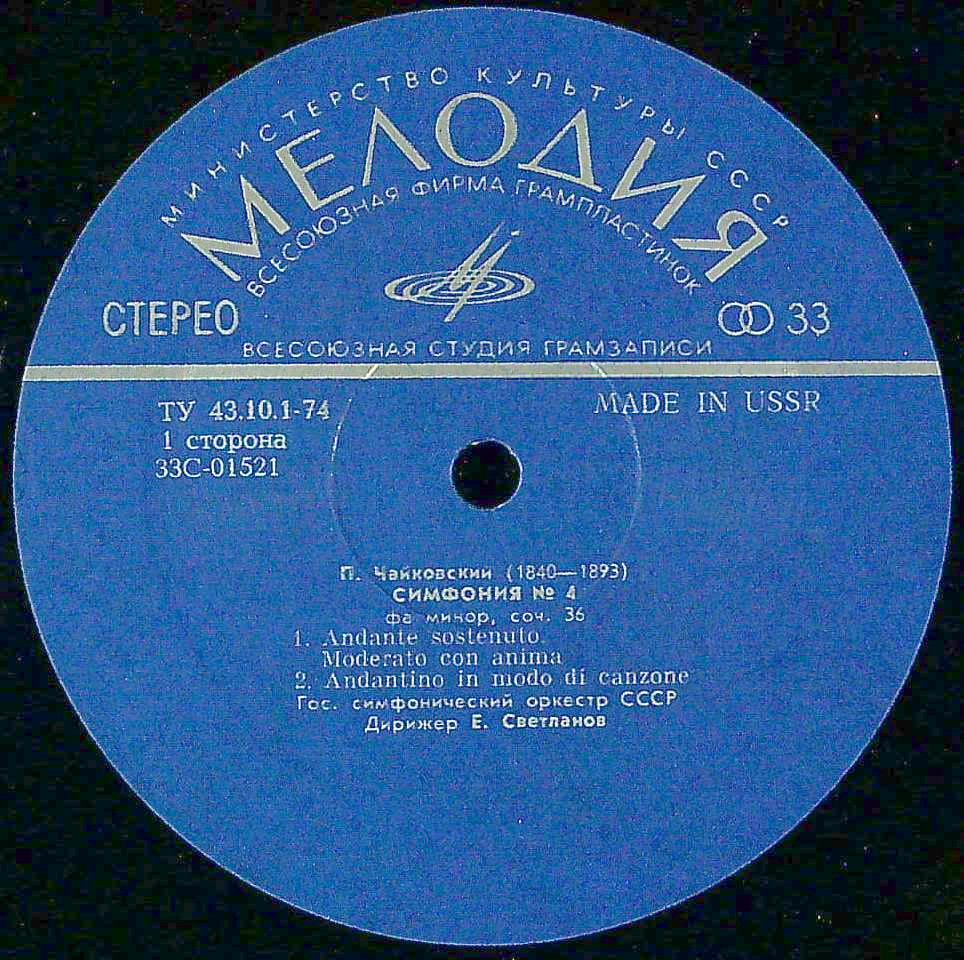 МИНИСТЕРСТВО КУЛЬТУРЫ СССР
МЕЛОДИЯ
ВСЕСОЮЗНАЯ ФИРМА ГРАМПЛАСТИНОК
СТЕРЕО
33
ВСЕСОЮЗНАЯ СТУДИЯ ГРАМЗАПИСИ
ТУ 43.10.1-74
MADE IN USSR
1 сторона
33С-01521
П. Чайковский (1840—1893)
СИМФОНИЯ № 4
фа минор, соч. 36
1. Andante sostenuto.
Moderato con anima
2. Andantino in modo di canzone
Гос. симфонический оркестр СССР
Дирижер Е. Светланов